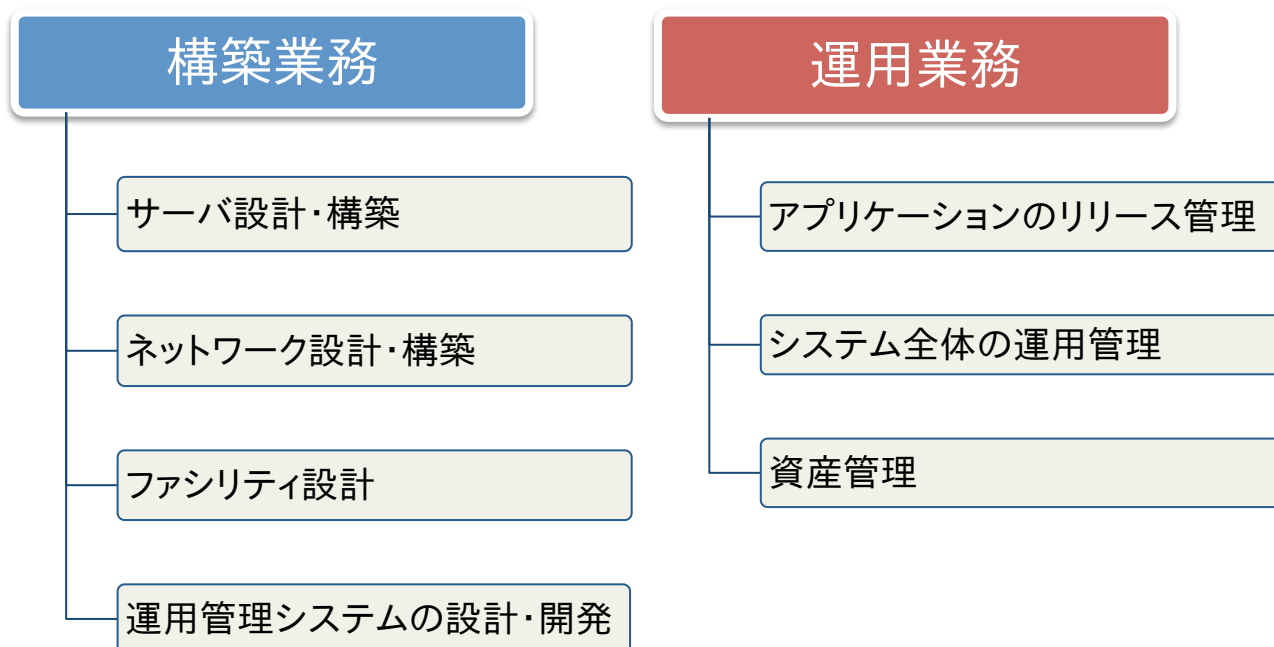 構築業務
サーバ設計・構築
ネットワーク設計・構築
ファシリティ設計
運用管理システムの設計・開発
運用業務
アプリケーションのリリース管理
システム全体の運用管理
資産管理